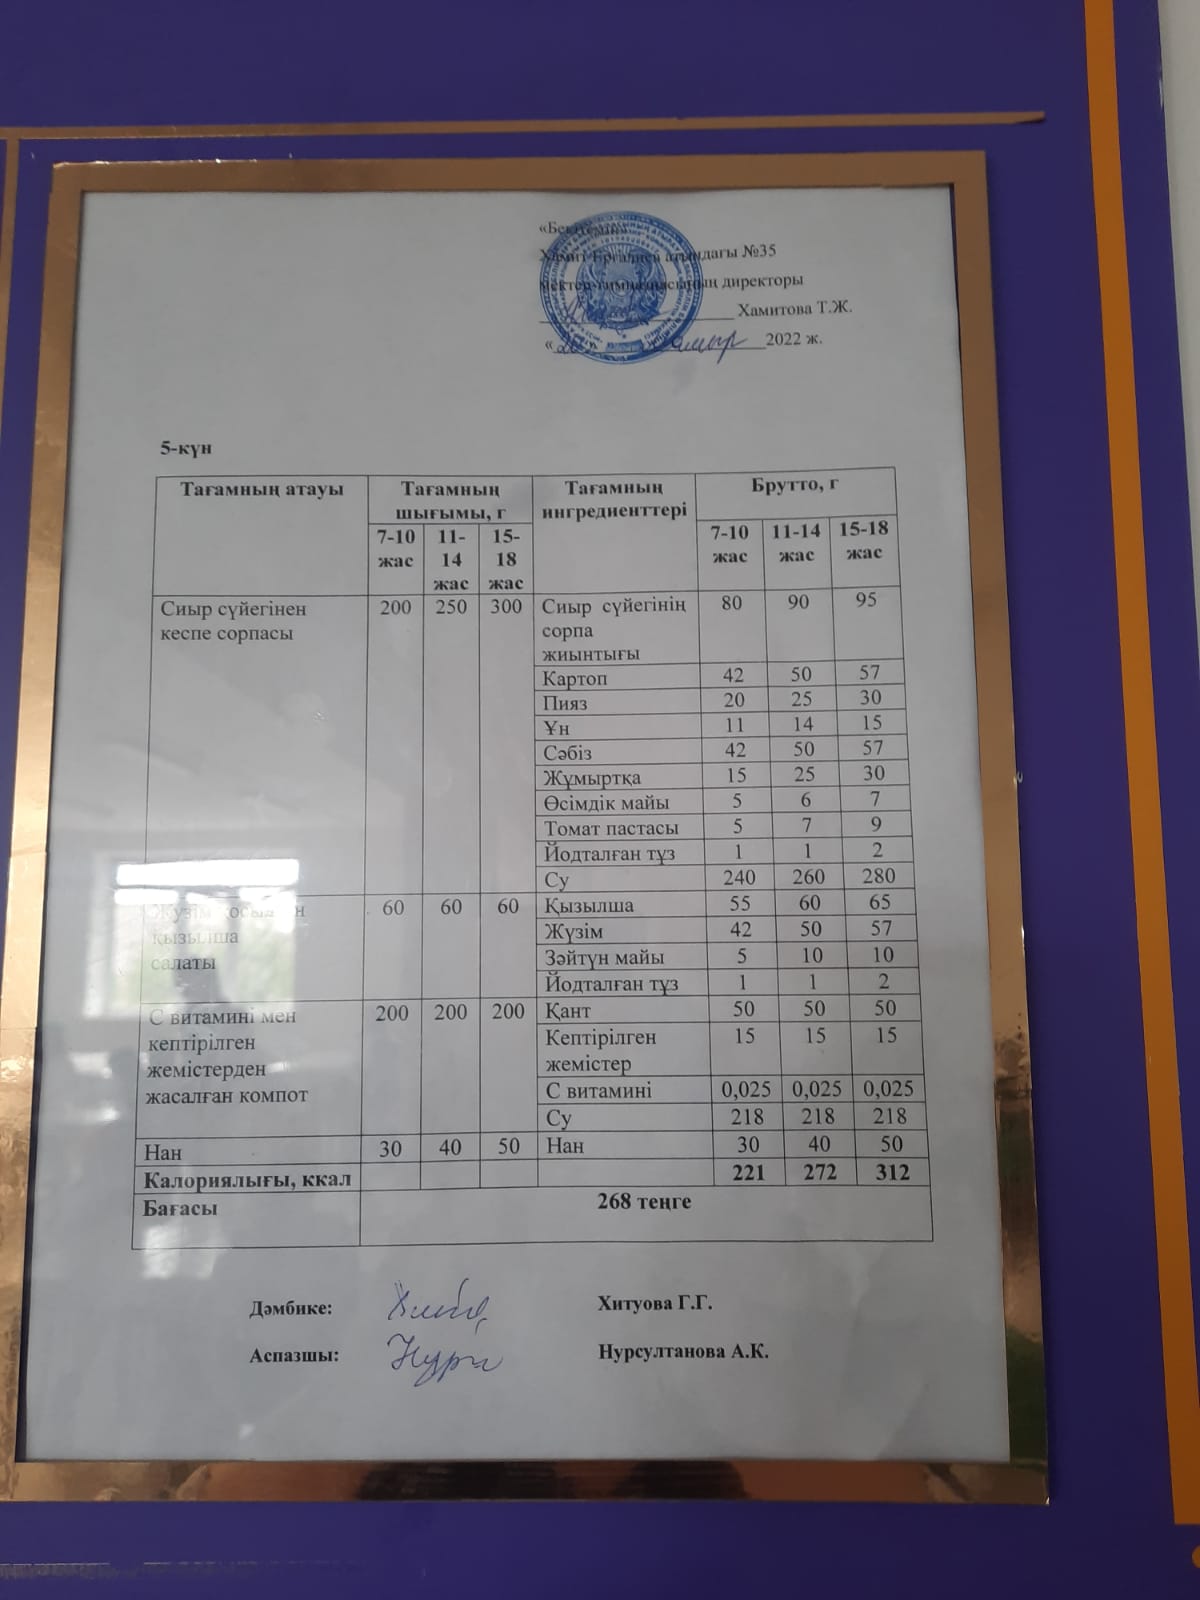 «Бекітемін»
Хамит Ерғалиев атындағы №35
мектеп-гимназиясының директоры
Хамитова Т.Ж.
« 2022 ж.
5-күн
Тағамның атауы Тағамның шығымы, г Тағамның ингредиенттері Брутто, г
7-10 жас 11-14 жас 15-18 жас 7-10 жас 11-14 жас 15-18 жас
Сиыр сүйегінен кеспе сорпасы 200 250 300 Сиыр сүйегінің сорпа жиынтығы 80 90 95
Картоп 42 50 57
Пияз 20 25 30
Ұн 11 14 15
Сәбіз 42 50 57
Жұмыртқа 15 25 30
Өсімдік майы 5 6 7
Томат пастасы 5 7 9
Йодталған тұз 1 1 2
Су 240 260 280
Жүзім қосылған қызылша салаты 60 60 60 Қызылша 55 60 65
Жүзім 42 50 57
Зәйтүн майы 5 10 10
Йодталған тұз 1 1 2
С витамині мен кептірілген жемістерден жасалған компот 200 200 200 Қант 50 50 50
Кептірілген жемістер 15 15 15
С витамині 0,025 0,025 0,025
Су 218 218 218
Нан 30 40 50 Нан 30 40 50
Калориялығы, ккал 221 272 312
Бағасы 268 теңге
Дәмбике: Хитуова Г.Г.
Аспазшы: Нурсултанова А.К.